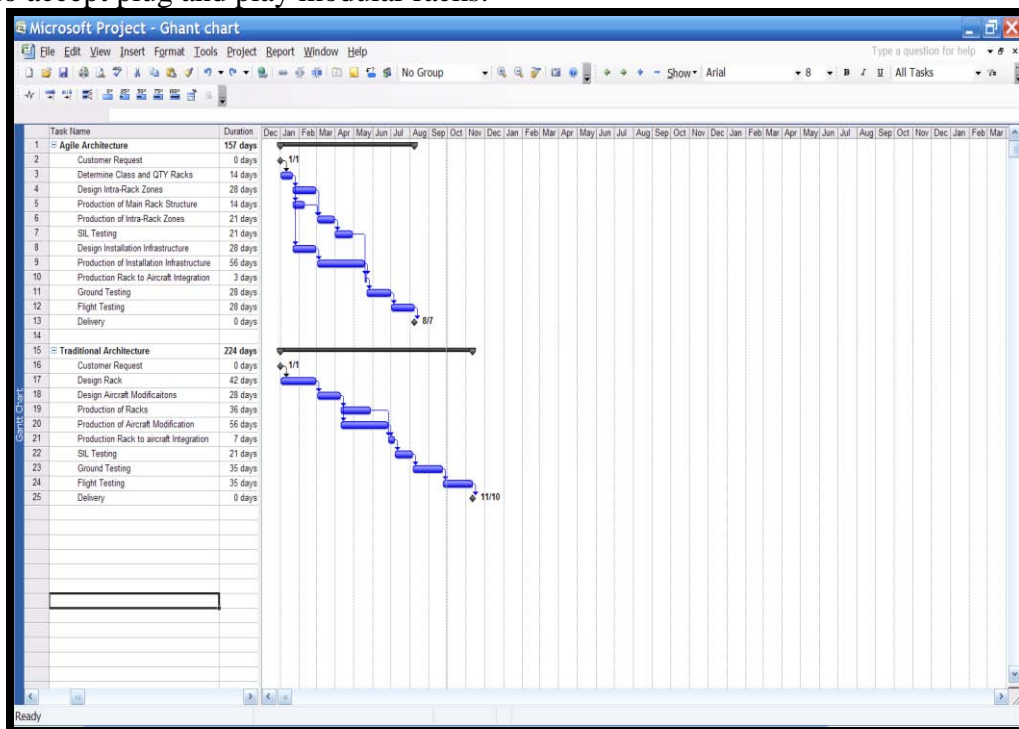 to accept plug and play modular racks.
Microsoft Project - Ghant chart
File Edit View Insert Format Tools Project Report Window Help Type a question for help
No Group Show Arial 8 B I U All Tasks
Task Name Duration Dec Jan Feb Mar Apr May Jun Jul Aug Sep Oct Nov Dec Jan Feb Mar Apr May Jun Jul Aug Sep Oct Nov Dec Jan Feb Mar Apr May Jun Jul Aug Sep Oct Nov Dec Jan Feb Mar
1 Agile Architecture 157 days
2 Customer Request 0 days 1/1
3 Determine Class and QTY Racks 14 days
4 Design Intra-Rack Zones 28 days
5 Production of Main Rack Structure 14 days
6 Production of Intra-Rack Zones 21 days
7 SIL Testing 21 days
8 Design Installation Infrastructure 28 days
9 Production of Installation Infrastructure 56 days
10 Production Rack to Aircraft Integration 3 days
11 Ground Testing 28 days
12 Flight Testing 28 days
13 Delivery 0 days 8/7
14
15 Traditional Architecture 224 days
16 Customer Request 0 days 1/1
17 Design Rack 42 days
18 Design Aircraft Modificaitons 28 days
19 Production of Racks 36 days
20 Production of Aircraft Modification 56 days
21 Production Rack to aircraft Integration 7 days
22 SIL Testing 21 days
23 Ground Testing 35 days
24 Flight Testing 35 days
25 Delivery 0 days 11/10
Gantt Chart
Ready